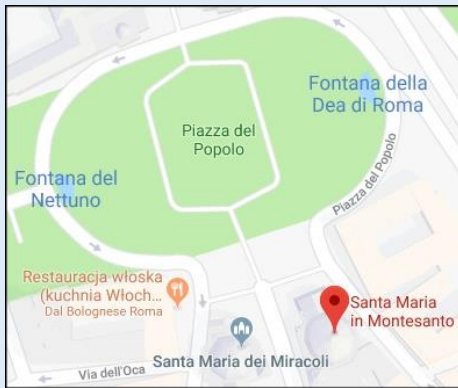 Fontana della
Dea di Roma
Piazza del
Popolo
Fontana del
Nettuno
Piazza del Popolo
Restauracja włoska
(kuchnia Włoch...
Dal Bolognese Roma
Santa Maria
in Montesanto
Santa Maria dei Miracoli
Via dell'Oca